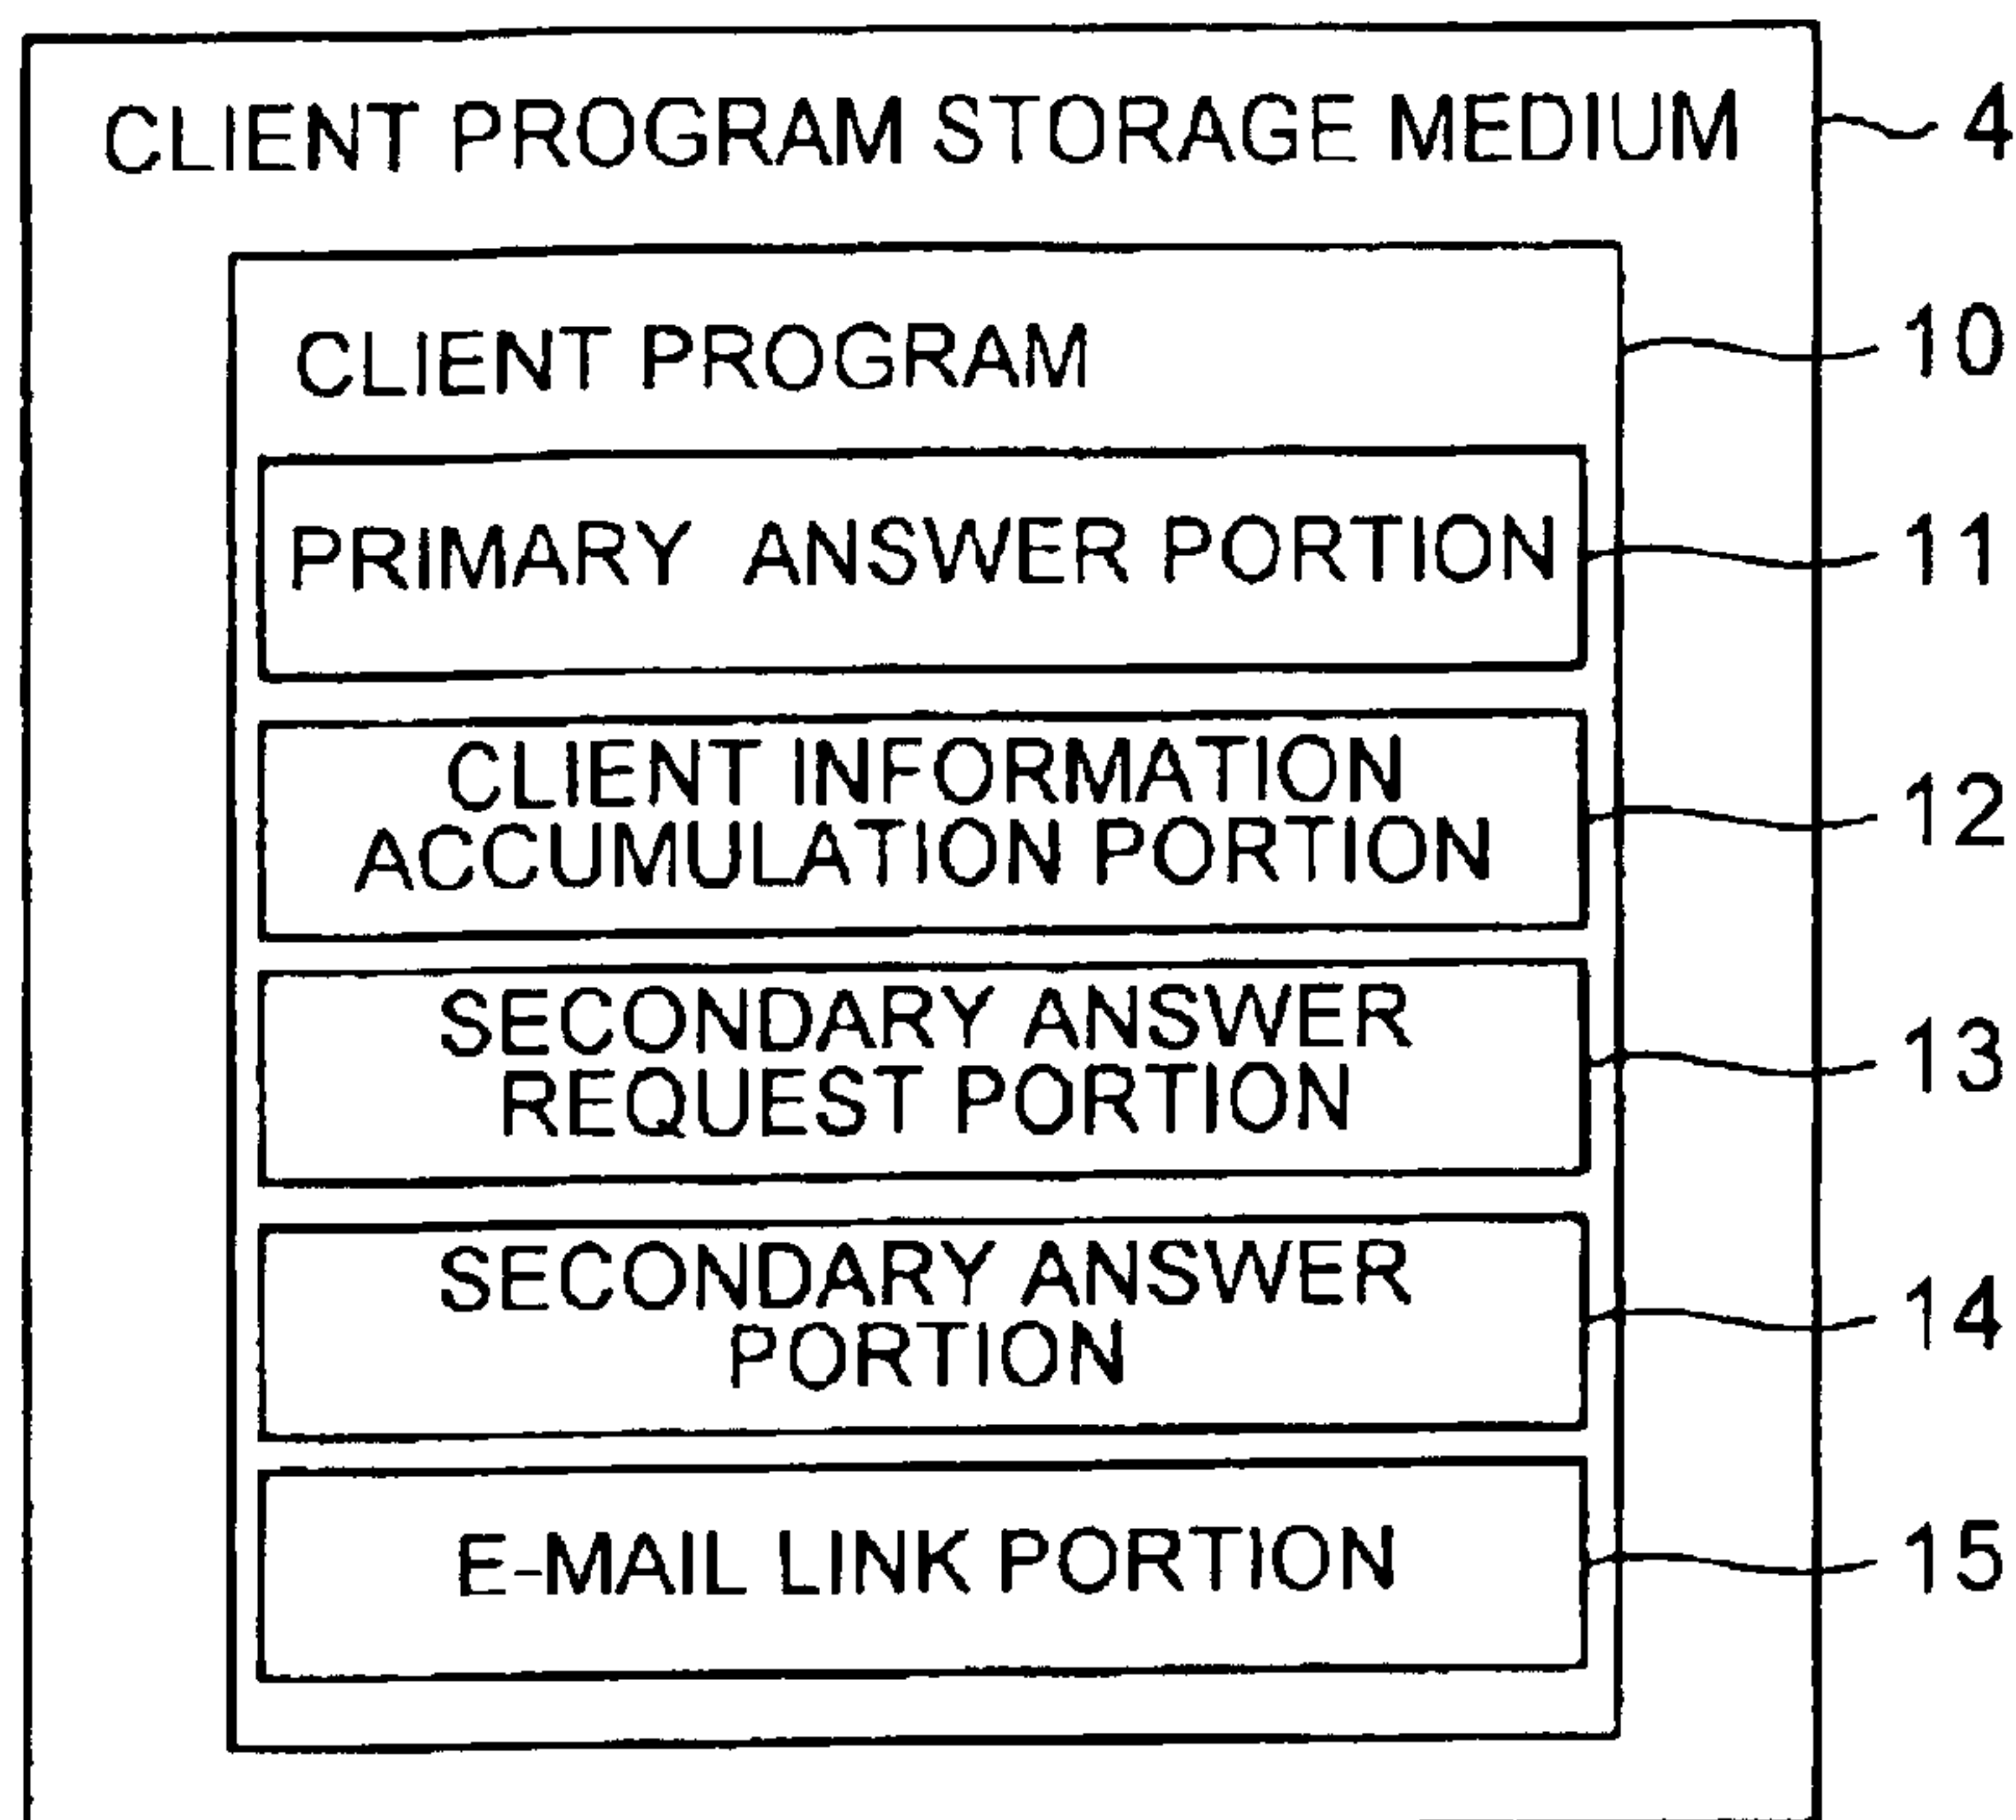 CLIENT PROGRAM STORAGE MEDIUM 4
CLIENT PROGRAM 10
PRIMARY ANSWER PORTION 11
CLIENT INFORMATION
ACCUMULATION PORTION 12
SECONDARY ANSWER
REQUEST PORTION 13
SECONDARY ANSWER
PORTION 14
E-MAIL LINK PORTION 15